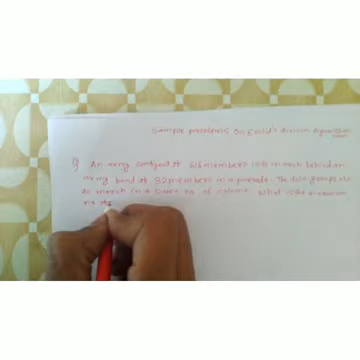 Sample problems On Euclid's division Algorithm
Q An army contingent of 616 members is to march behind an
army band of 32 members in a parade. The two groups are
to march in the same no. of columns. What is the maximum
no. of